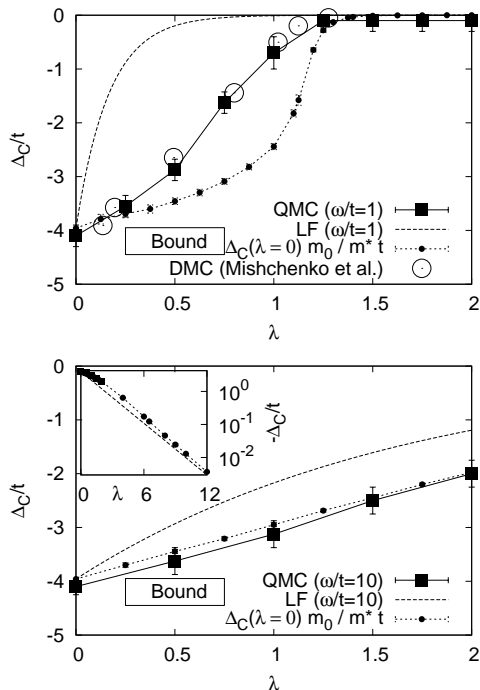 0
-1
-2
-3
-4
-5
Δ_C/t
Bound
QMC (ω/t=1)
LF (ω/t=1)
Δ_C(λ = 0) m_0 / m* t
DMC (Mishchenko et al.)
0 0.5 1 1.5 2
λ
0
-1
-2
-3
-4
-5
Δ_C/t
10^0
10^-1
10^-2
-Δ_C/t
0 λ 6 12
Bound
QMC (ω/t=10)
LF (ω/t=10)
Δ_C(λ = 0) m_0 / m* t
0 0.5 1 1.5 2
λ